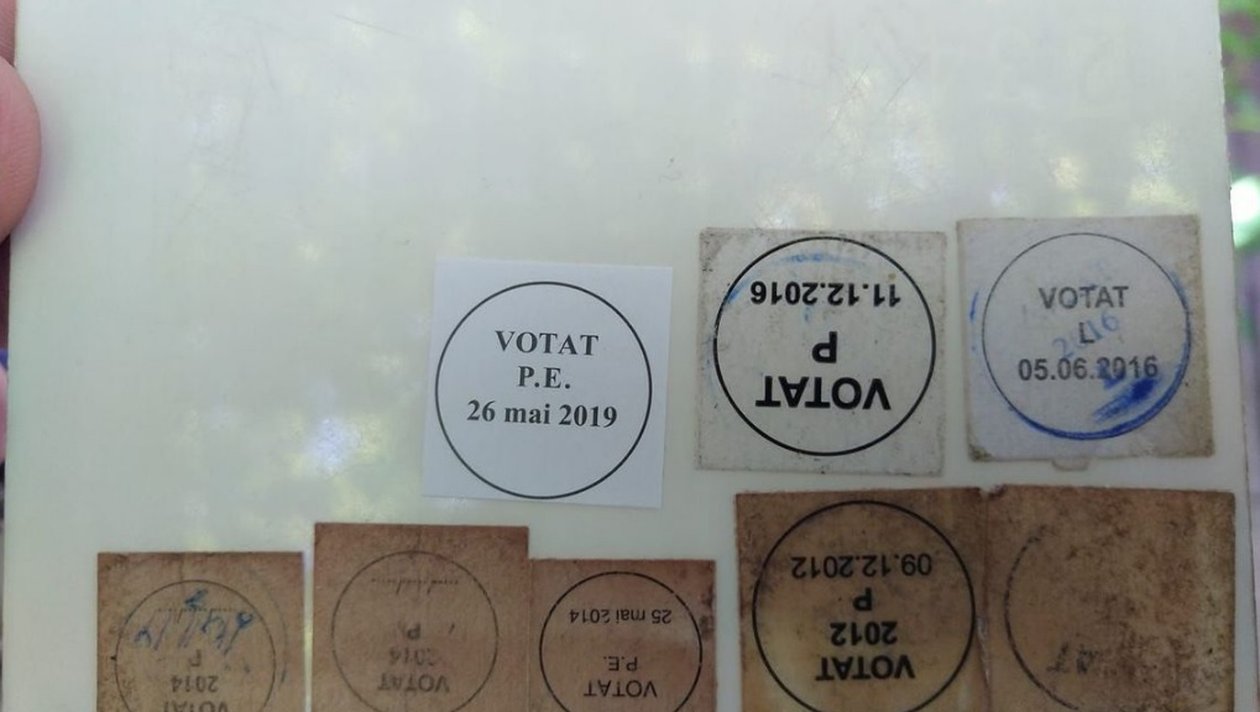 VOTAT
P.E.
26 mai 2019
VOTAT
P
11.12.2016
VOTAT
L
05.06.2016
2016
VOTAT
2014
P
VOTAT
2014
P
VOTAT
P.E.
25 mai 2014
VOTAT
2012
P
09.12.2012